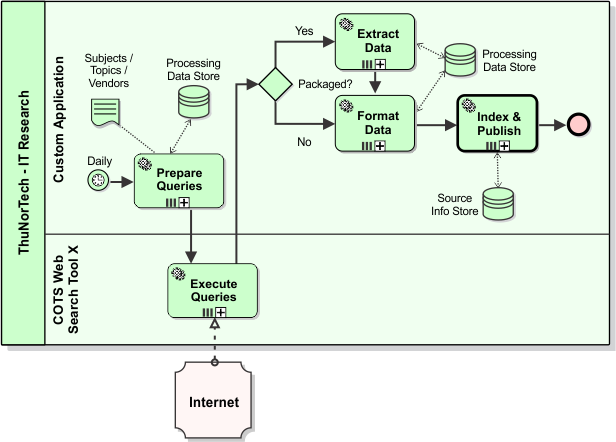 ThuNorTech - IT Research
Custom Application
COTS Web
Search Tool X
Subjects /
Topics /
Vendors
Processing
Data Store
Daily
Prepare
Queries
Yes
Packaged?
No
Extract
Data
Format
Data
Processing
Data Store
Index &
Publish
Source
Info Store
Execute
Queries
Internet